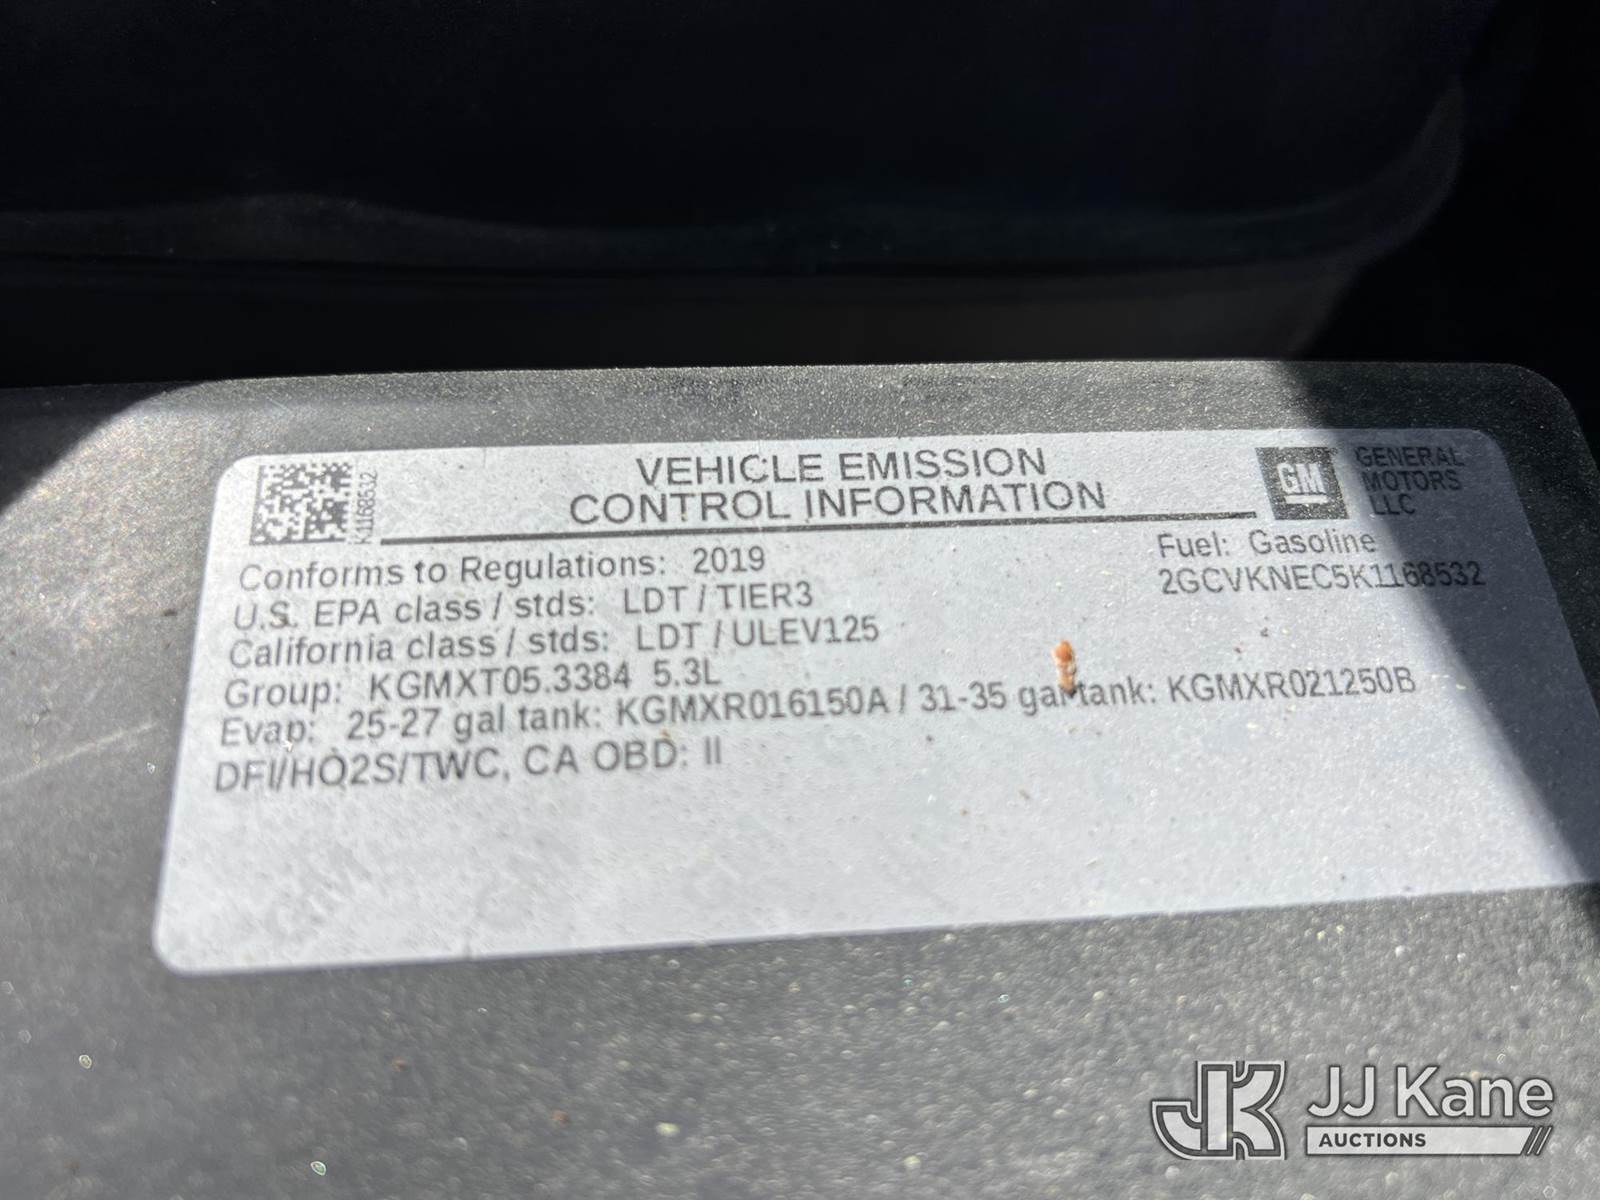 K1168532
VEHICLE EMISSION
CONTROL INFORMATION
GM
GENERAL
MOTORS
LLC
Conforms to Regulations: 2019
Fuel: Gasoline
U.S. EPA class / stds: LDT / TIER3
2GCVKNEC5K1168532
California class / stds: LDT / ULEV125
Group: KGMXT05.3384 5.3L
Evap: 25-27 gal tank: KGMXR016150A / 31-35 gal tank: KGMXR021250B
DFI/HO2S/TWC, CA OBD: II
JK JJ Kane
AUCTIONS